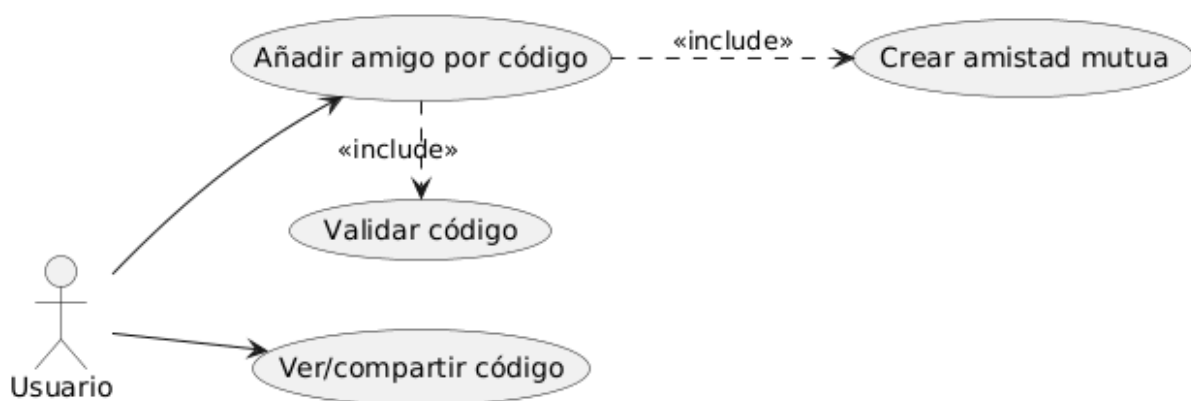 Añadir amigo por código
«include»
Crear amistad mutua
«include»
Validar código
Usuario
Ver/compartir código